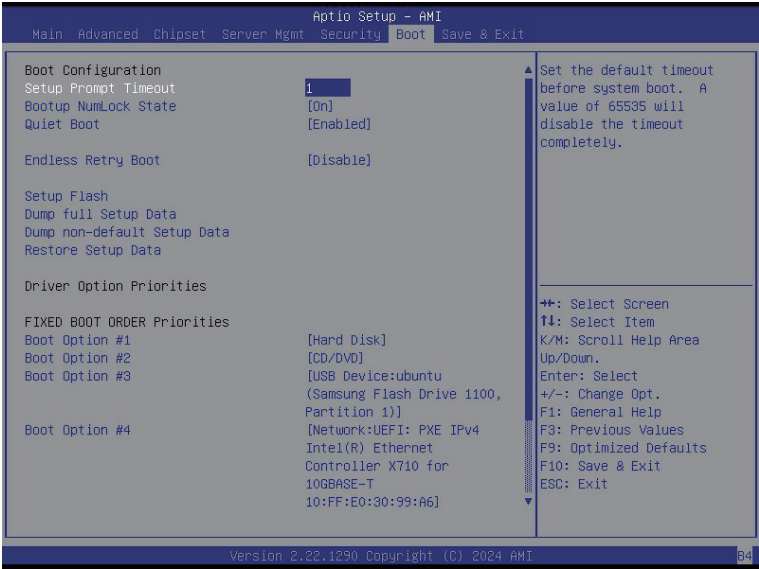 Aptio Setup - AMI
Main Advanced Chipset Server Mgmt Security Boot Save & Exit
Boot Configuration
Setup Prompt Timeout 1
Bootup NumLock State [On]
Quiet Boot [Enabled]
Endless Retry Boot [Disable]
Setup Flash
Dump full Setup Data
Dump non-default Setup Data
Restore Setup Data
Driver Option Priorities
FIXED BOOT ORDER Priorities
Boot Option #1 [Hard Disk]
Boot Option #2 [CD/DVD]
Boot Option #3 [USB Device:ubuntu
(Samsung Flash Drive 1100,
Partition 1)]
Boot Option #4 [Network:UEFI: PXE IPv4
Intel(R) Ethernet
Controller X710 for
10GBASE-T
10:FF:E0:30:99:A6]
Set the default timeout
before system boot. A
value of 65535 will
disable the timeout
completely.
→←: Select Screen
↑↓: Select Item
K/M: Scroll Help Area
Up/Down.
Enter: Select
+/-: Change Opt.
F1: General Help
F3: Previous Values
F9: Optimized Defaults
F10: Save & Exit
ESC: Exit
Version 2.22.1290 Copyright (C) 2024 AMI
B4